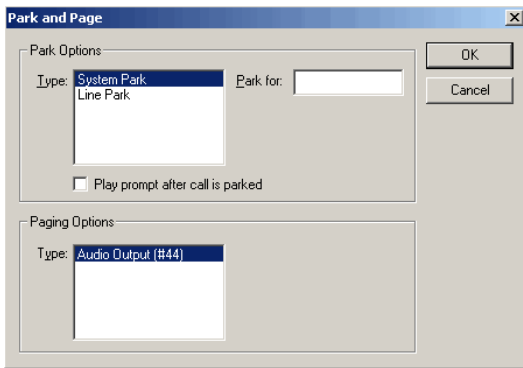 Park and Page
Park Options
Type:
System Park
Line Park
Park for:
Play prompt after call is parked
OK
Cancel
Paging Options
Type:
Audio Output (#44)